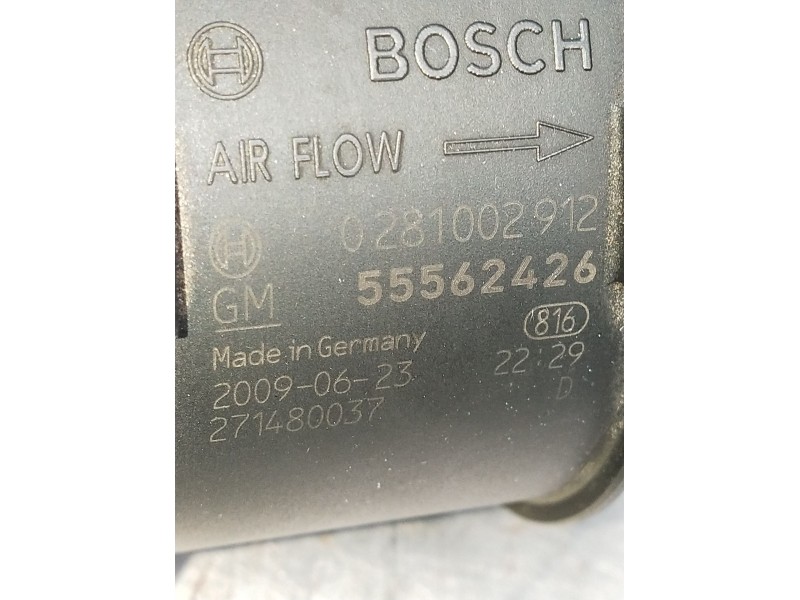 BOSCH
AIR FLOW
0 281 002 912
55562426
GM
816
Made in Germany
22:29
2009-06-23
D
271480037